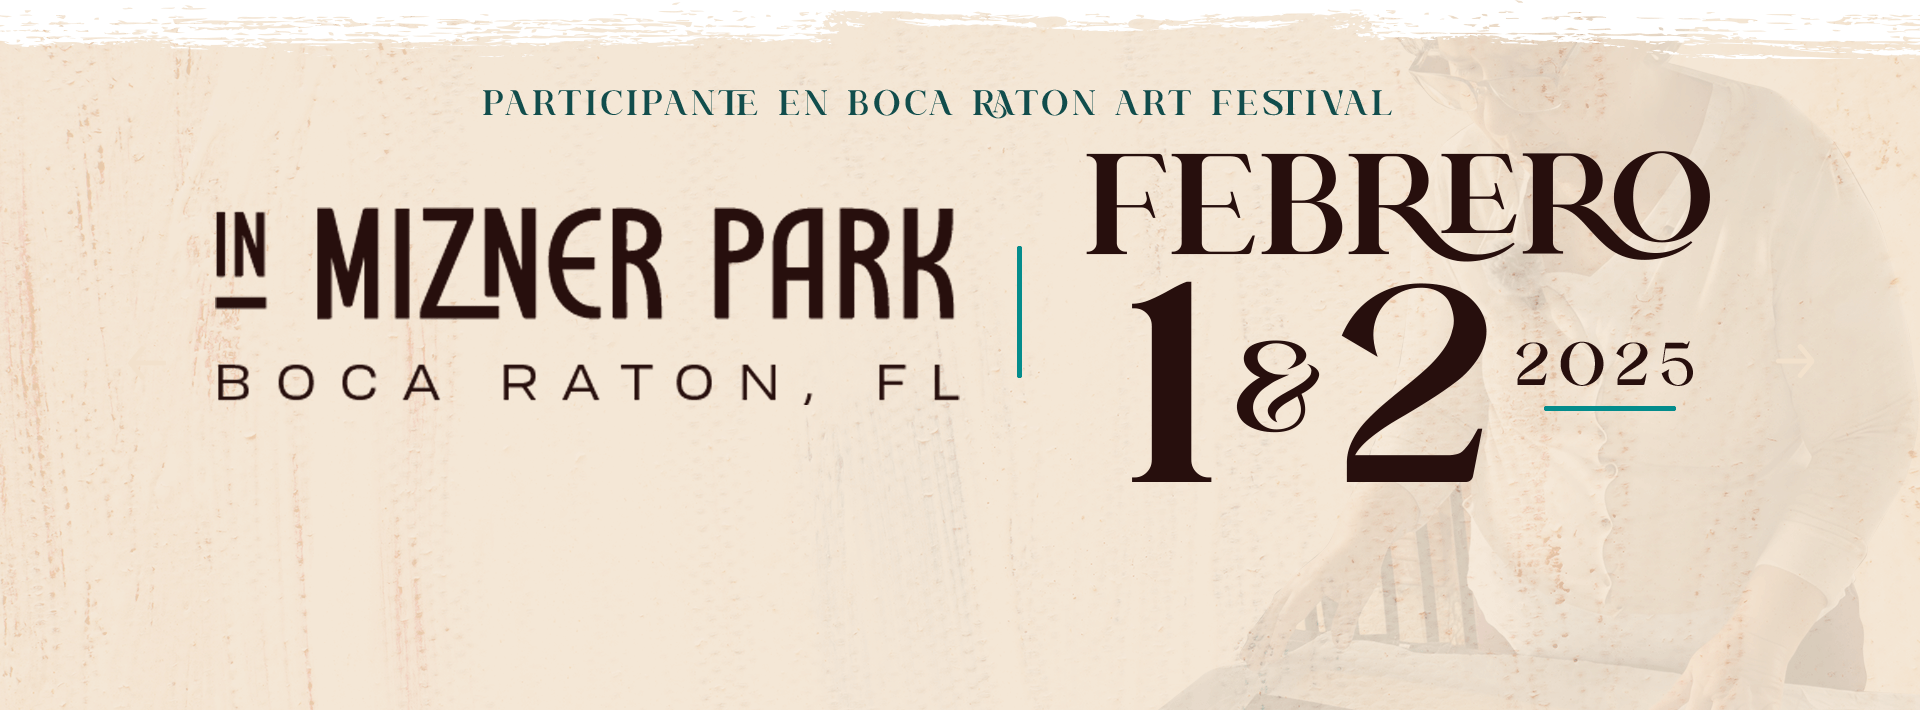 PARTICIPANTE EN BOCA RATON ART FESTIVAL
IN MIZNER PARK
BOCA RATON, FL
FEBRERO
1 & 2 2025